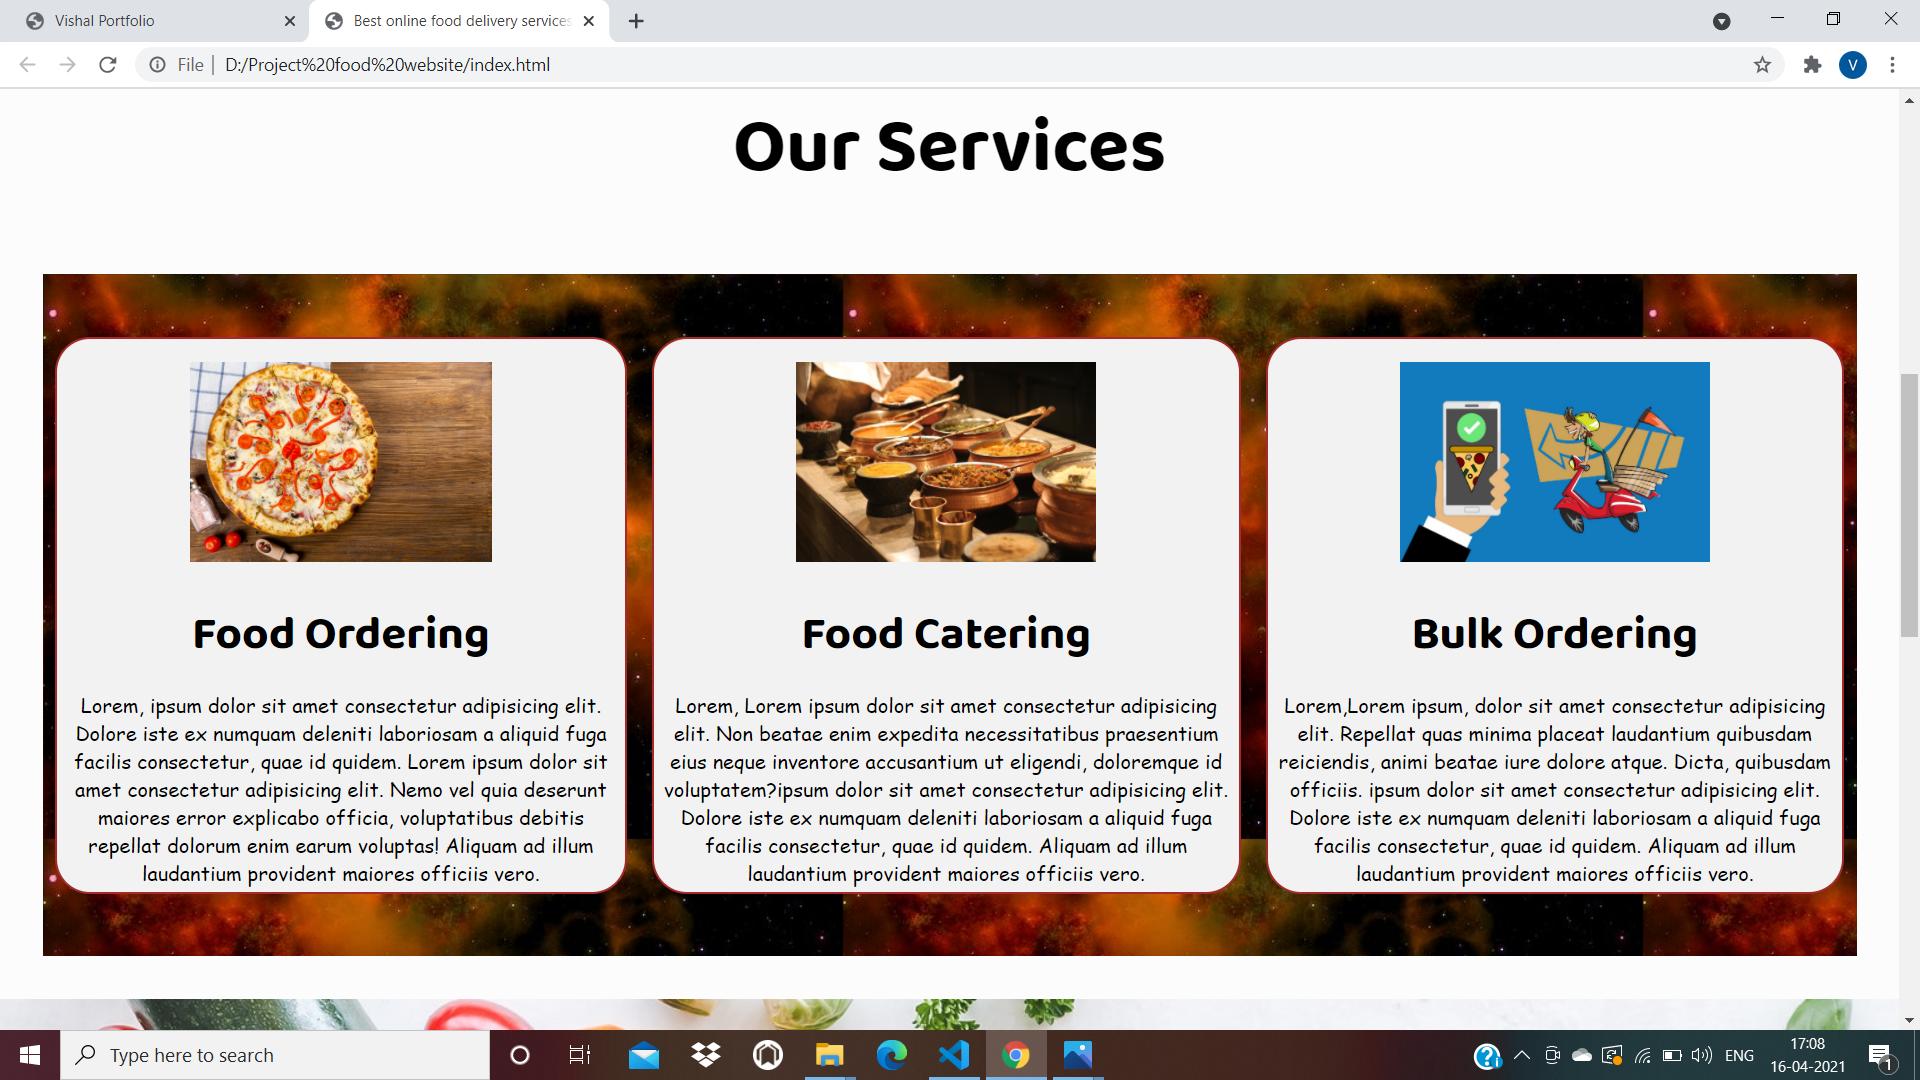 Vishal Portfolio
Best online food delivery services
File
D:/Project%20food%20website/index.html
V
Our Services
Food Ordering
Lorem, ipsum dolor sit amet consectetur adipisicing elit.
Dolore iste ex numquam deleniti laboriosam a aliquid fuga
facilis consectetur, quae id quidem. Lorem ipsum dolor sit
amet consectetur adipisicing elit. Nemo vel quia deserunt
maiores error explicabo officia, voluptatibus debitis
repellat dolorum enim earum voluptas! Aliquam ad illum
laudantium provident maiores officiis vero.
Food Catering
Lorem, Lorem ipsum dolor sit amet consectetur adipisicing
elit. Non beatae enim expedita necessitatibus praesentium
eius neque inventore accusantium ut eligendi, doloremque id
voluptatem?ipsum dolor sit amet consectetur adipisicing elit.
Dolore iste ex numquam deleniti laboriosam a aliquid fuga
facilis consectetur, quae id quidem. Aliquam ad illum
laudantium provident maiores officiis vero.
Bulk Ordering
Lorem,Lorem ipsum, dolor sit amet consectetur adipisicing
elit. Repellat quas minima placeat laudantium quibusdam
reiciendis, animi beatae iure dolore atque. Dicta, quibusdam
officiis. ipsum dolor sit amet consectetur adipisicing elit.
Dolore iste ex numquam deleniti laboriosam a aliquid fuga
facilis consectetur, quae id quidem. Aliquam ad illum
laudantium provident maiores officiis vero.
Type here to search
ENG
17:08
16-04-2021
1